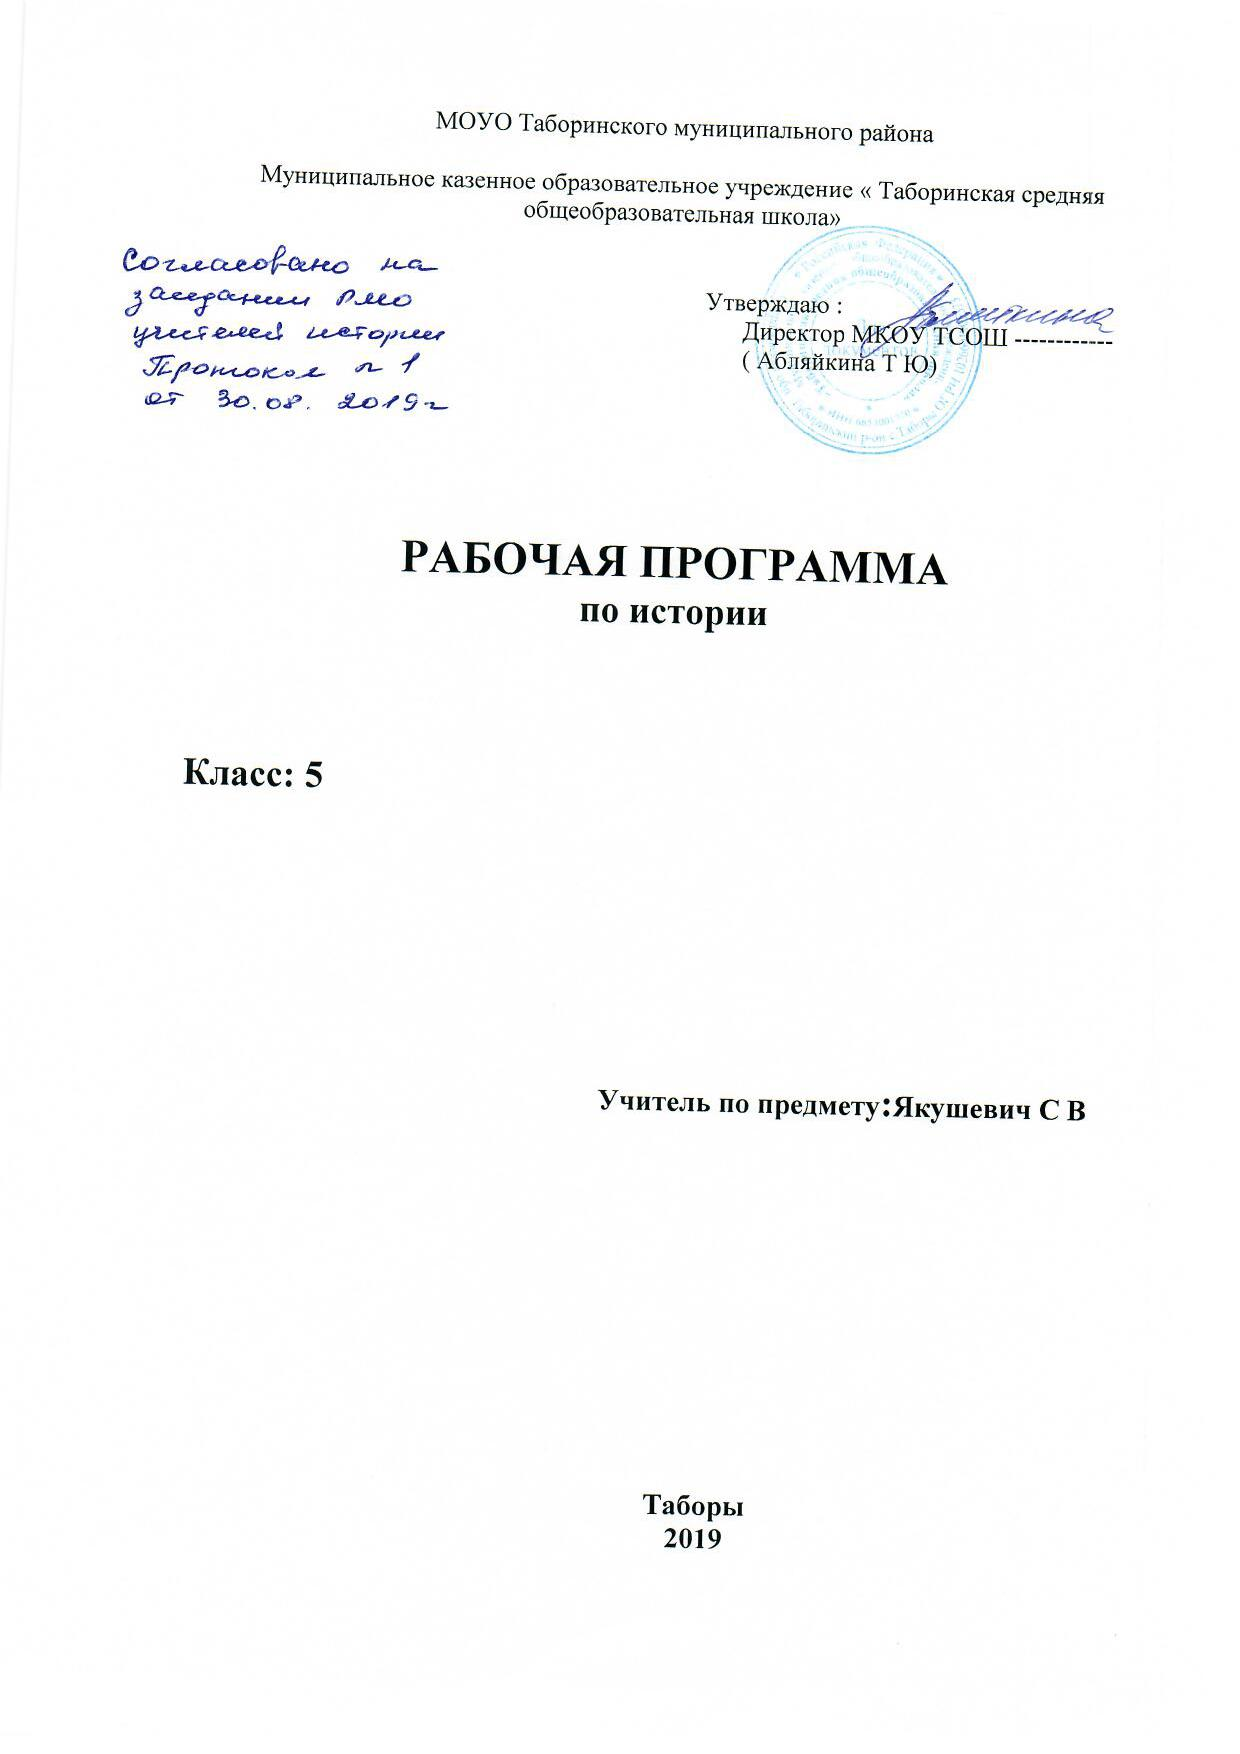 МОУО Таборинского муниципального района
Муниципальное казенное образовательное учреждение « Таборинская средняя
общеобразовательная школа»
Согласовано на
заседании РМО
учителей истории
Протокол № 1
от 30.08. 2019г
Утверждаю :
Директор МКОУ ТСОШ ------------
( Абляйкина Т Ю)
РАБОЧАЯ ПРОГРАММА
по истории
Класс: 5
Учитель по предмету:Якушевич С В
Таборы
2019